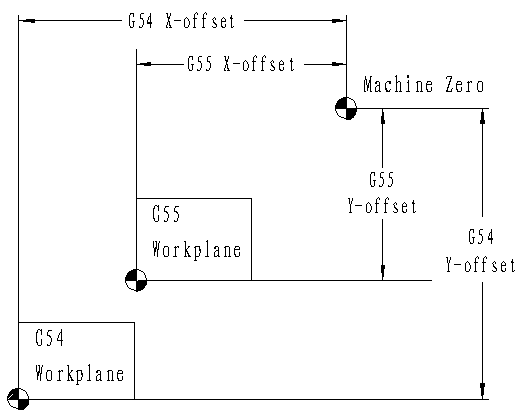 G54 X-offset
G55 X-offset
Machine Zero
G55
Y-offset
G55
Workplane
G54
Y-offset
G54
Workplane